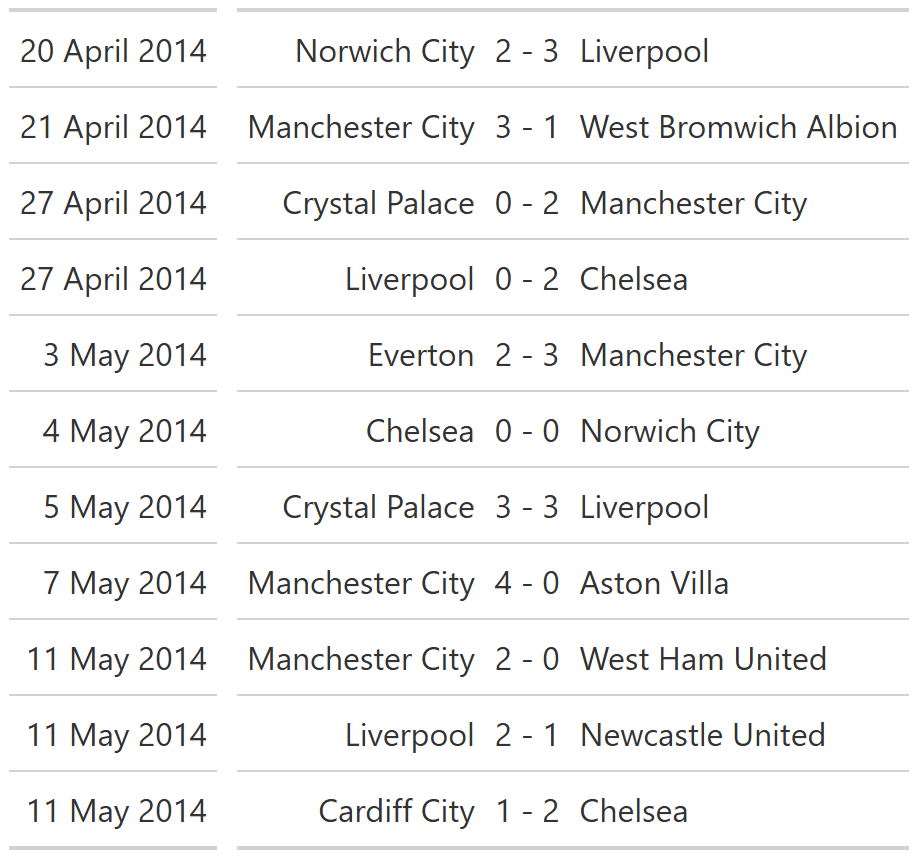 20 April 2014 Norwich City 2 - 3 Liverpool
21 April 2014 Manchester City 3 - 1 West Bromwich Albion
27 April 2014 Crystal Palace 0 - 2 Manchester City
27 April 2014 Liverpool 0 - 2 Chelsea
3 May 2014 Everton 2 - 3 Manchester City
4 May 2014 Chelsea 0 - 0 Norwich City
5 May 2014 Crystal Palace 3 - 3 Liverpool
7 May 2014 Manchester City 4 - 0 Aston Villa
11 May 2014 Manchester City 2 - 0 West Ham United
11 May 2014 Liverpool 2 - 1 Newcastle United
11 May 2014 Cardiff City 1 - 2 Chelsea